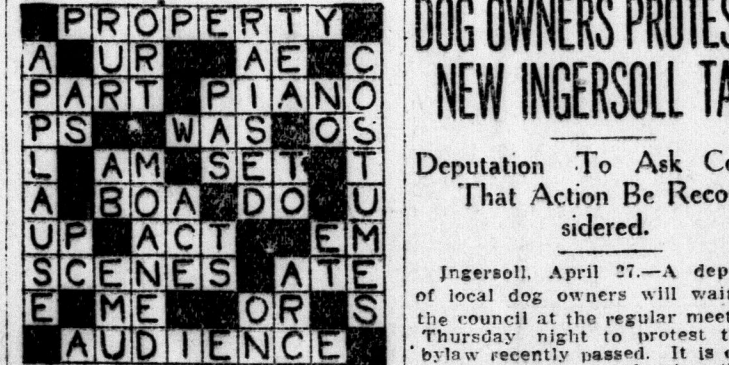 PROPERTY
A UR AE C
PART PIANO
PS WAS OS
L AM SET T
A BOA DO U
UP ACT EM
SCENES ATE
E ME OR S
AUDIENCE
DOG OWNERS PROTES
NEW INGERSOLL TA
Deputation To Ask Co
That Action Be Reco
sidered.
Ingersoll, April 27.—A dep
of local dog owners will wait
the council at the regular meet
Thursday night to protest t
bylaw recently passed. It is